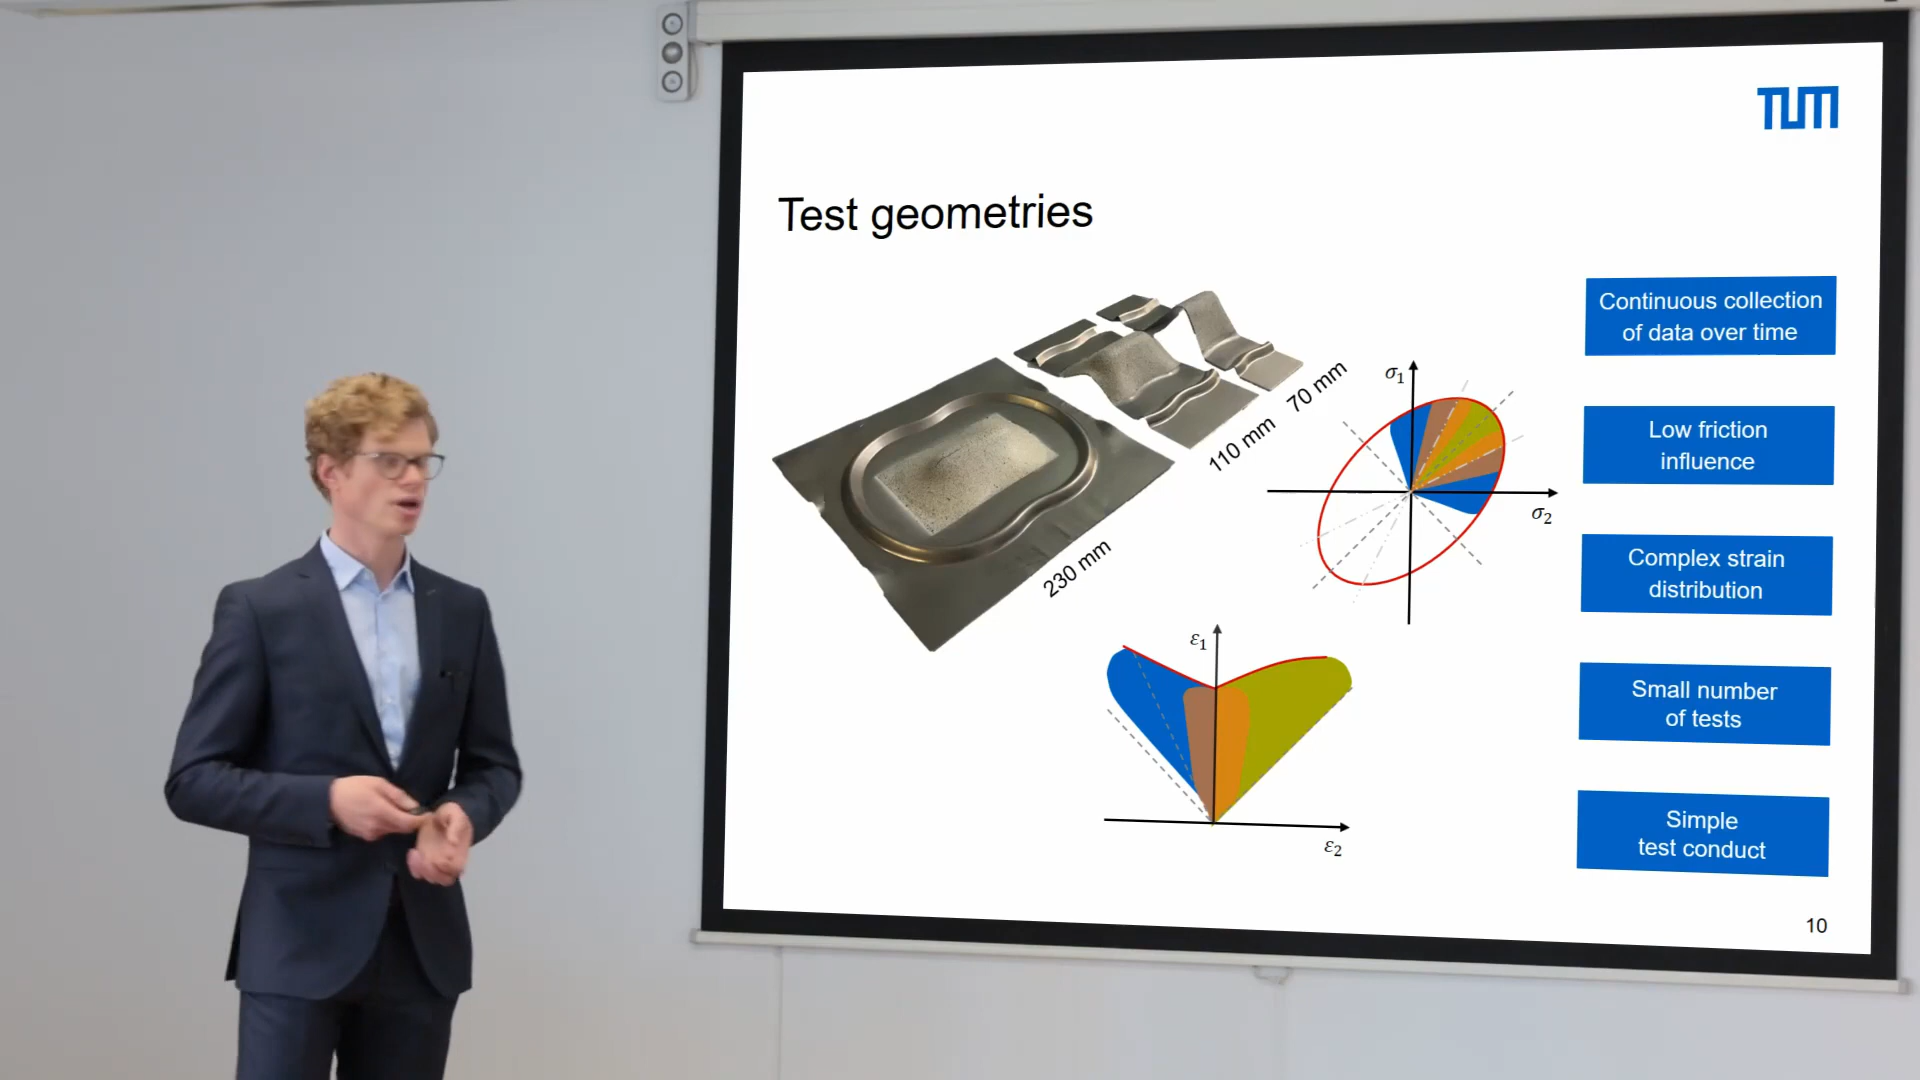 TUM
Test geometries
230 mm
110 mm
70 mm
σ₁
σ₂
ε₁
ε₂
Continuous collection
of data over time
Low friction
influence
Complex strain
distribution
Small number
of tests
Simple
test conduct
10